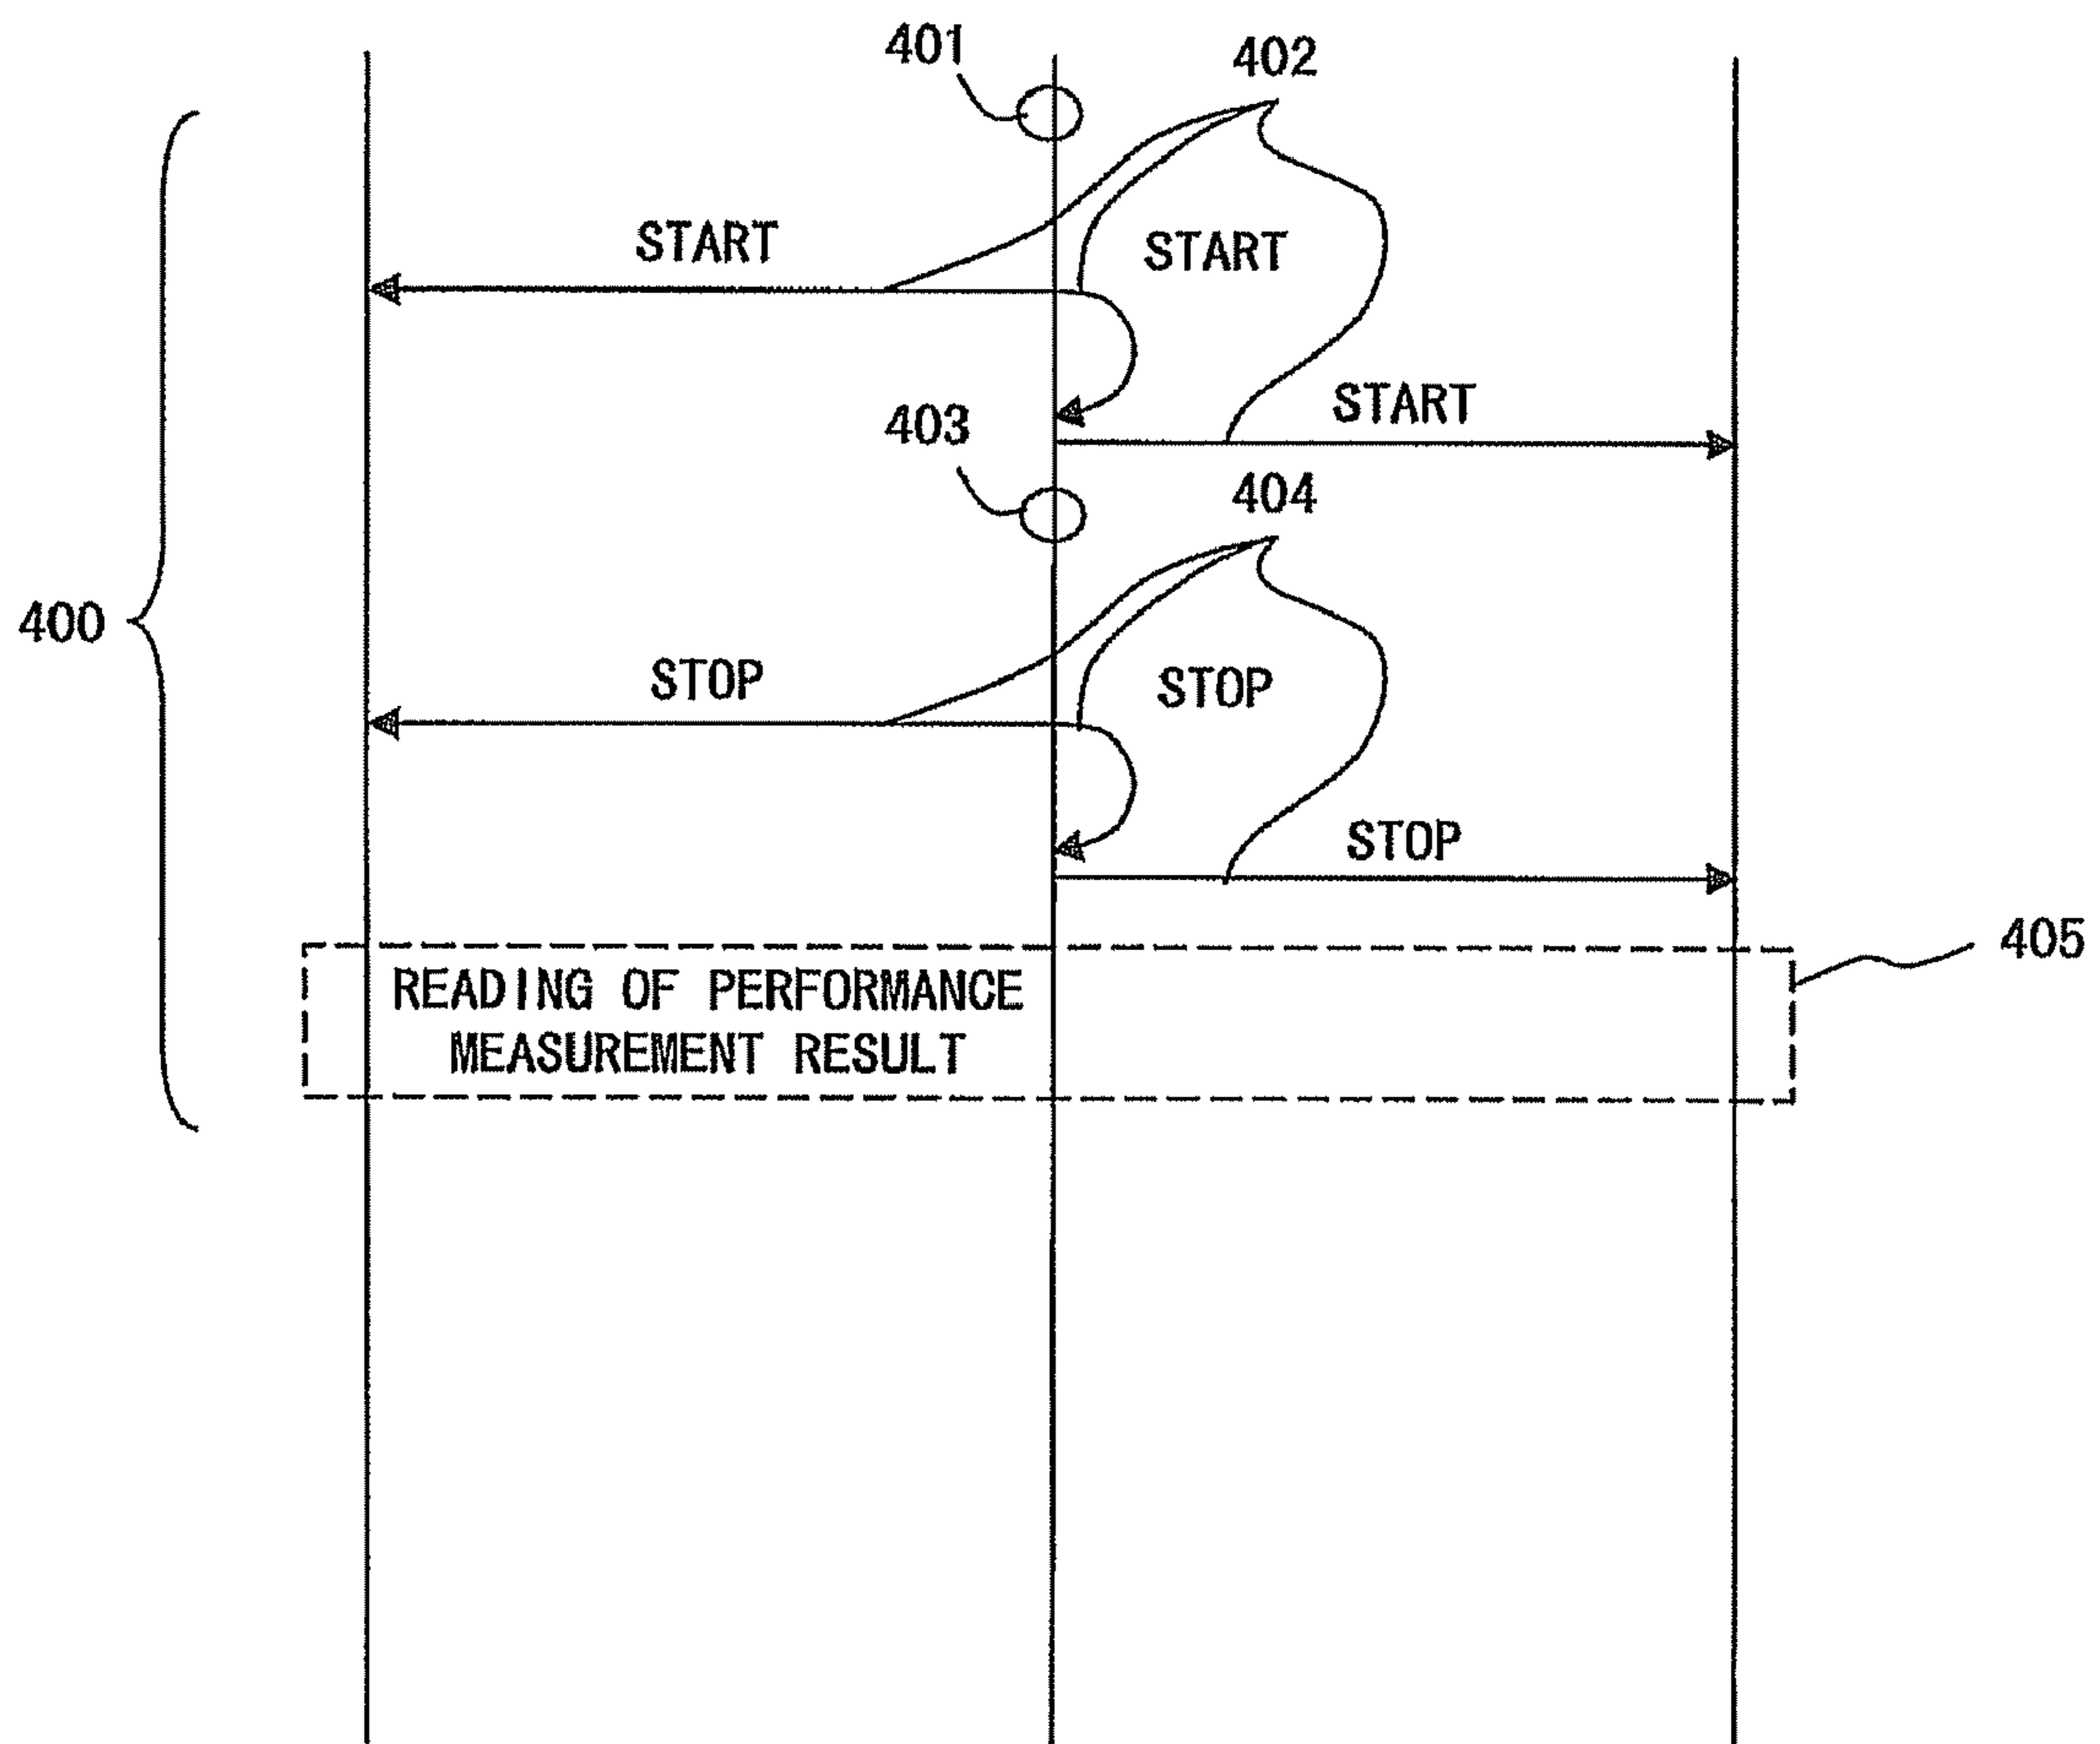 401
402
START
START
START
403
404
400
STOP
STOP
STOP
405
READING OF PERFORMANCE
MEASUREMENT RESULT